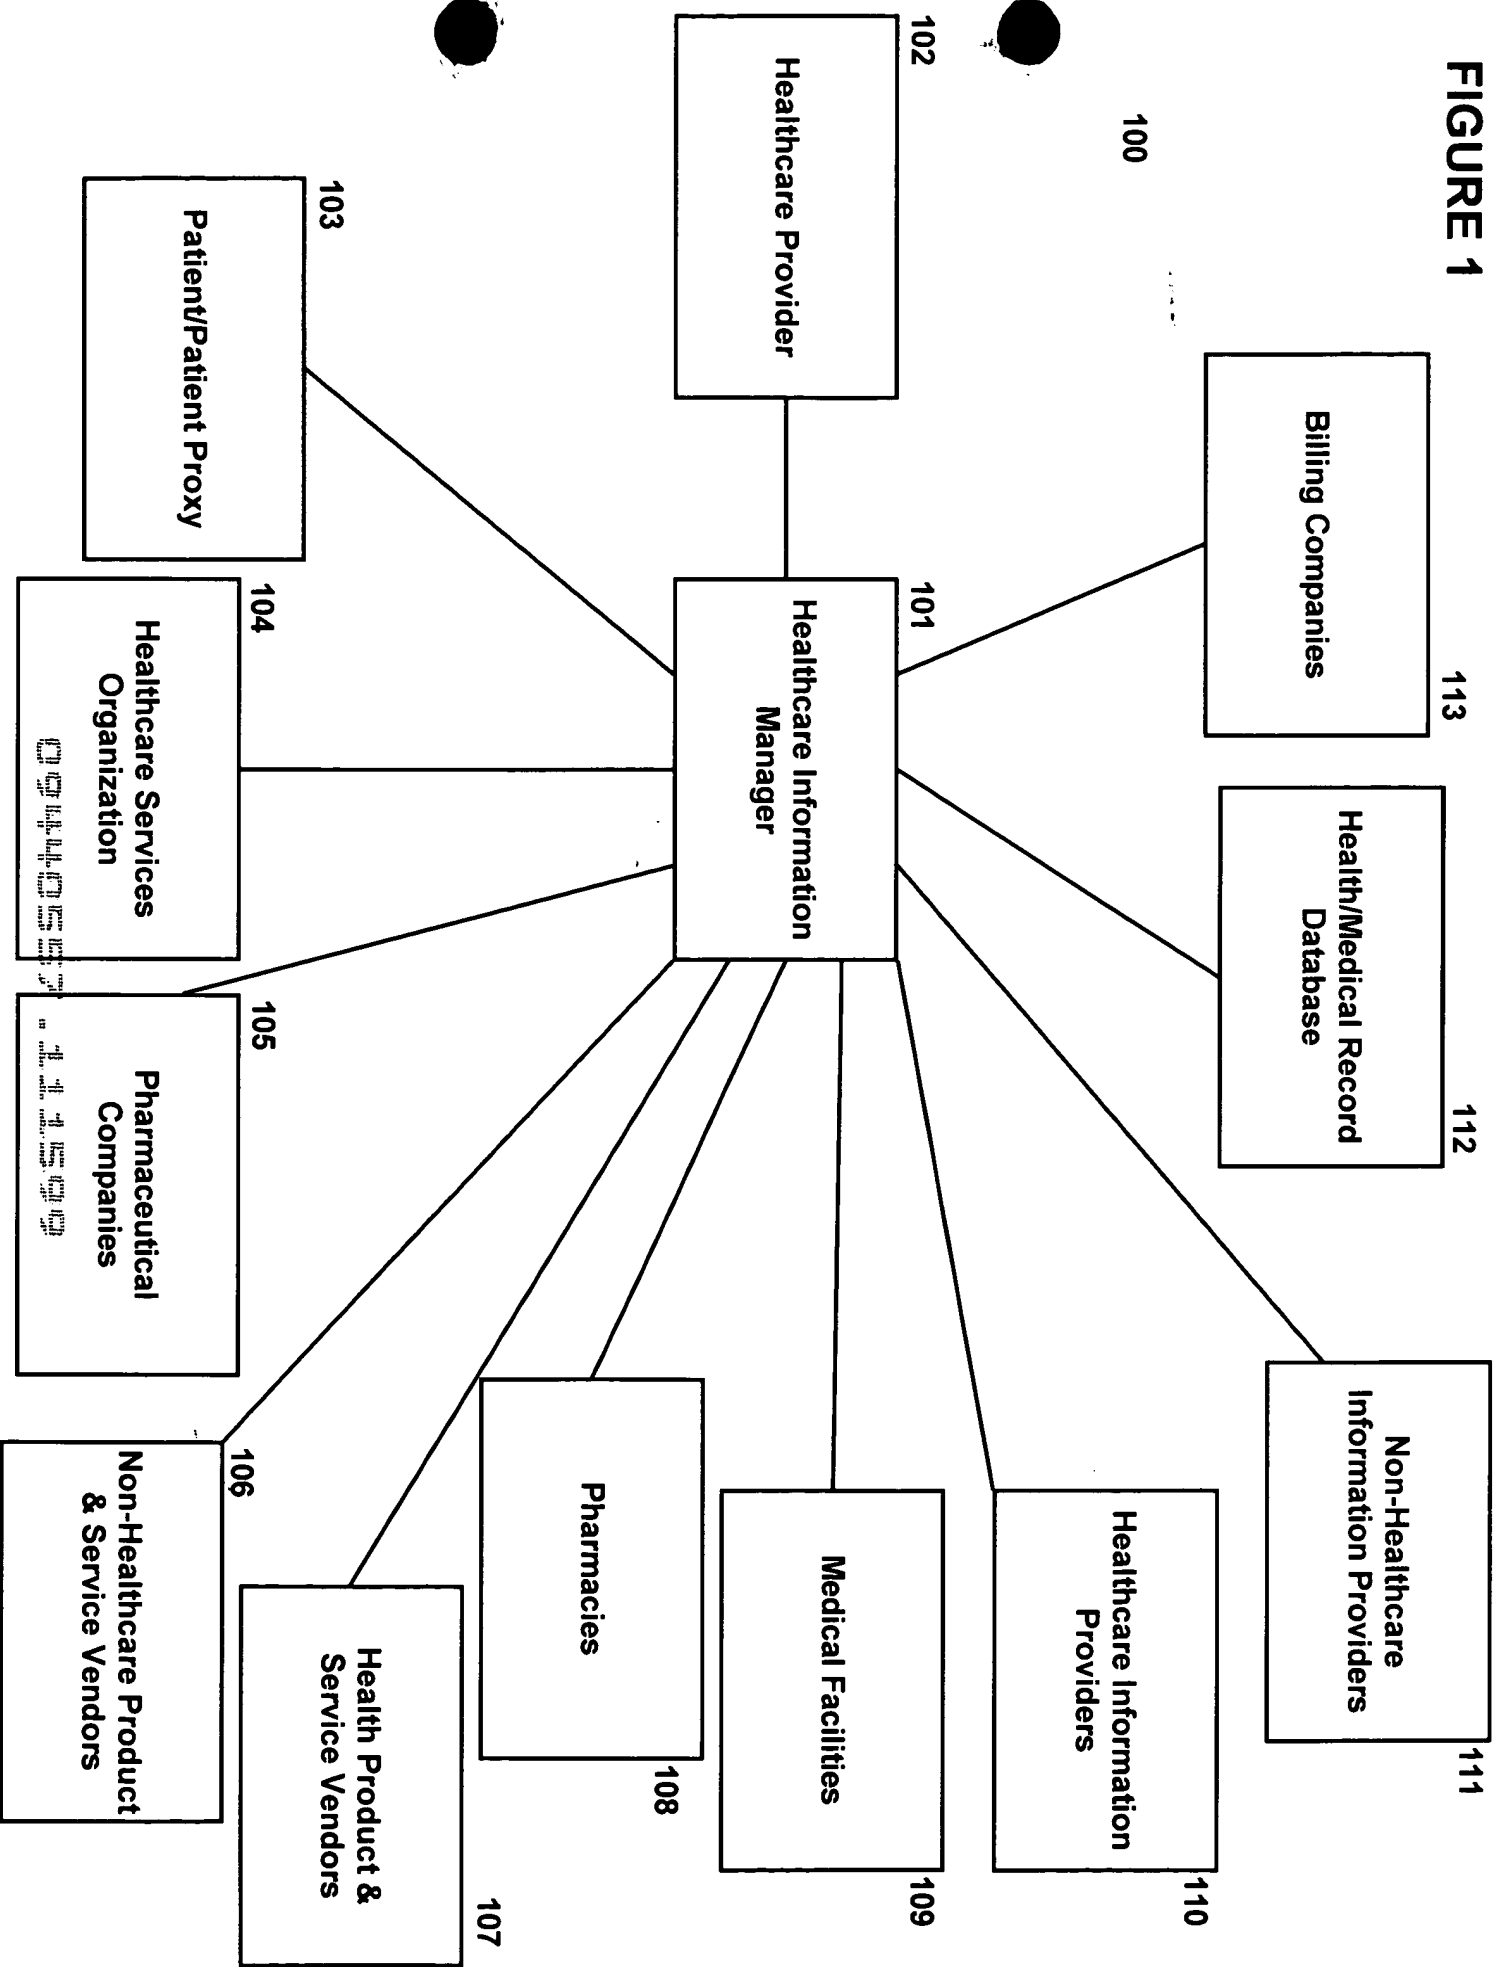 FIGURE 1
111
113
112
Non-Healthcare
Information Providers
Billing Companies
Health/Medical Record
Database
110
100
Healthcare Information
Providers
102
101
109
Healthcare Provider
Healthcare Information
Manager
Medical Facilities
108
Pharmacies
107
103
Health Product &
Service Vendors
104
105
106
Patient/Patient Proxy
Healthcare Services
Organization
Pharmaceutical
Companies
Non-Healthcare Product
& Service Vendors